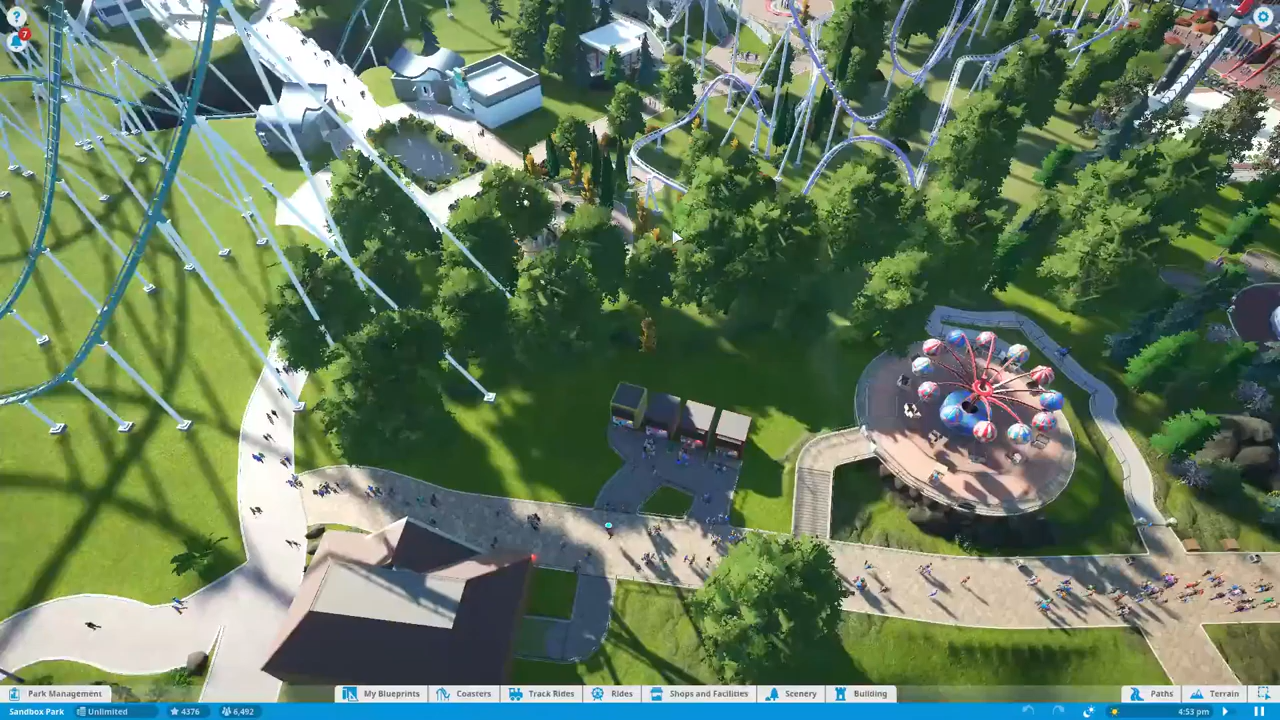 ?
7
Park Management
My Blueprints
Coasters
Track Rides
Rides
Shops and Facilities
Scenery
Building
Paths
Terrain
Sandbox Park
Unlimited
4376
6,492
4:53 pm